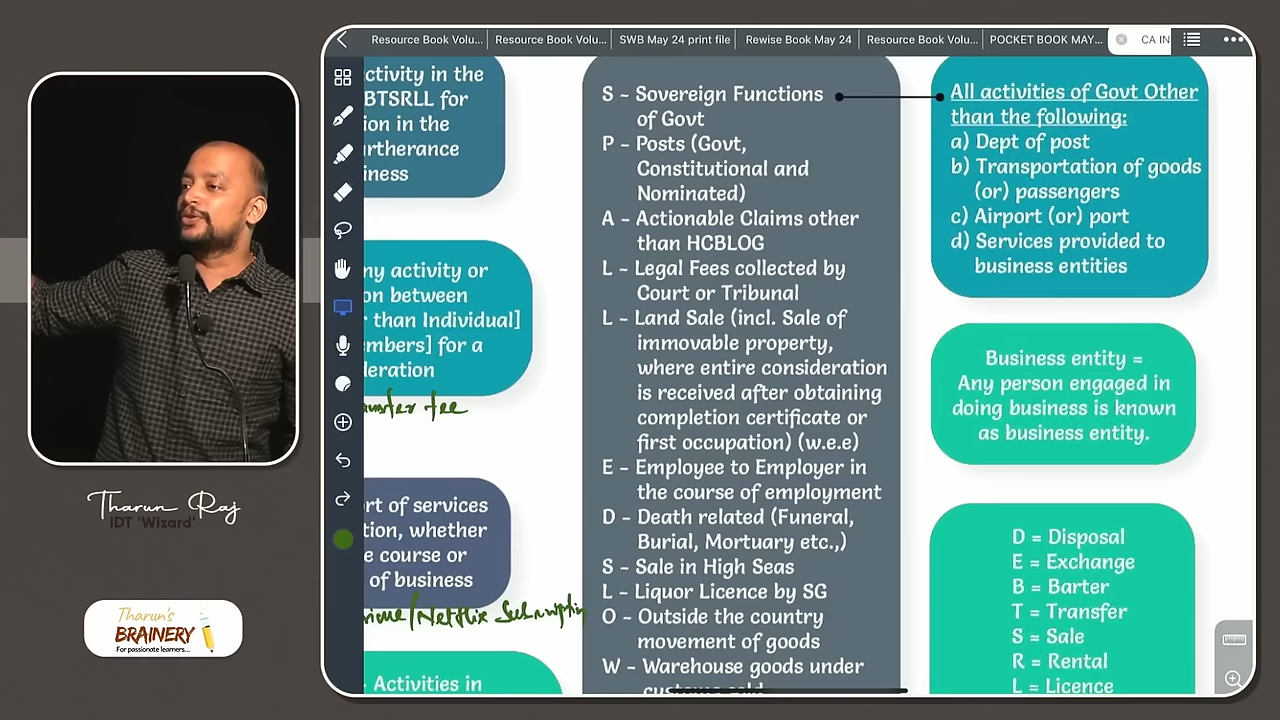 Resource Book Volu...
Resource Book Volu...
SWB May 24 print file
Rewise Book May 24
Resource Book Volu...
POCKET BOOK MAY...
CA IN
ctivity in the
BTSRLL for
ion in the
urtherance
iness
ny activity or
ion between
r than Individual]
mbers] for a
leration
ansfer fee
rt of services
tion, whether
e course or
of business
rime/Netflix Subscription
- Activities in
S - Sovereign Functions
of Govt
P - Posts (Govt,
Constitutional and
Nominated)
A - Actionable Claims other
than HCBLOG
L - Legal Fees collected by
Court or Tribunal
L - Land Sale (incl. Sale of
immovable property,
where entire consideration
is received after obtaining
completion certificate or
first occupation) (w.e.e)
E - Employee to Employer in
the course of employment
D - Death related (Funeral,
Burial, Mortuary etc.,)
S - Sale in High Seas
L - Liquor Licence by SG
O - Outside the country
movement of goods
W - Warehouse goods under
All activities of Govt Other
than the following:
a) Dept of post
b) Transportation of goods
(or) passengers
c) Airport (or) port
d) Services provided to
business entities
Business entity =
Any person engaged in
doing business is known
as business entity.
D = Disposal
E = Exchange
B = Barter
T = Transfer
S = Sale
R = Rental
L = Licence
Tharun Raj
IDT 'Wizard'
Tharun's
BRAINERY
For passionate learners...